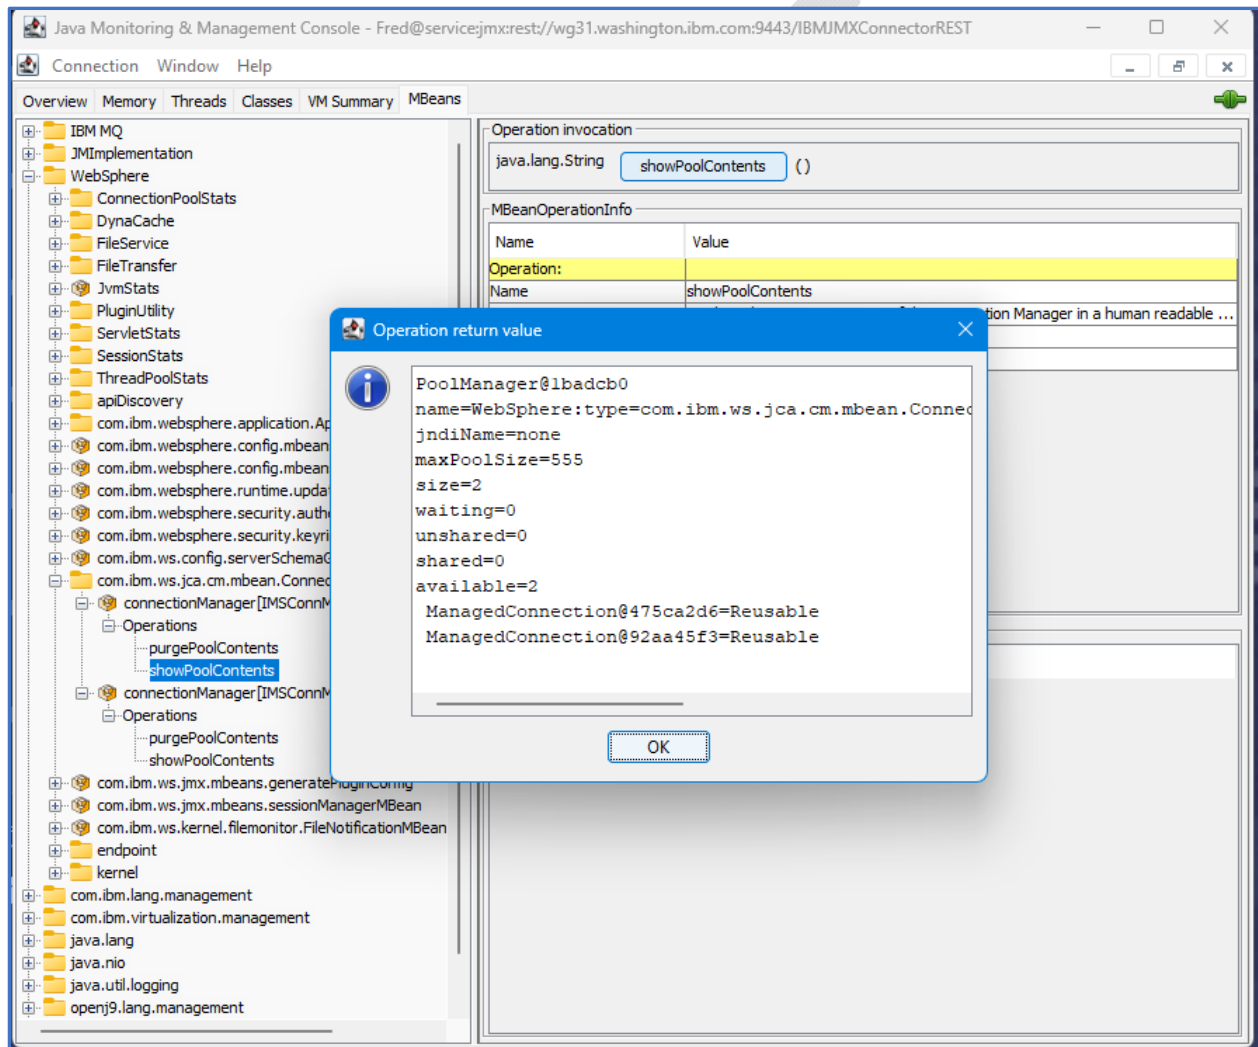 Java Monitoring & Management Console - Fred@service:jmx:rest://wg31.washington.ibm.com:9443/IBMJMXConnectorREST
Connection Window Help
Overview Memory Threads Classes VM Summary MBeans
IBM MQ
JMImplementation
WebSphere
ConnectionPoolStats
DynaCache
FileService
FileTransfer
JvmStats
PluginUtility
ServletStats
SessionStats
ThreadPoolStats
apiDiscovery
com.ibm.websphere.application.Ap
com.ibm.websphere.config.mbean
com.ibm.websphere.config.mbean
com.ibm.websphere.runtime.upda
com.ibm.websphere.security.auth
com.ibm.websphere.security.keyri
com.ibm.ws.config.serverSchemaG
com.ibm.ws.jca.cm.mbean.Connec
connectionManager[IMSConnM
Operations
purgePoolContents
showPoolContents
connectionManager[IMSConnM
Operations
purgePoolContents
showPoolContents
com.ibm.ws.jmx.mbeans.generatePluginConfig
com.ibm.ws.jmx.mbeans.sessionManagerMBean
com.ibm.ws.kernel.filemonitor.FileNotificationMBean
endpoint
kernel
com.ibm.lang.management
com.ibm.virtualization.management
java.lang
java.nio
java.util.logging
openj9.lang.management
Operation invocation
java.lang.String showPoolContents ()
MBeanOperationInfo
Name Value
Operation:
Name showPoolContents
tion Manager in a human readable ...
Operation return value
PoolManager@1badcb0
name=WebSphere:type=com.ibm.ws.jca.cm.mbean.Connec
jndiName=none
maxPoolSize=555
size=2
waiting=0
unshared=0
shared=0
available=2
ManagedConnection@475ca2d6=Reusable
ManagedConnection@92aa45f3=Reusable
OK